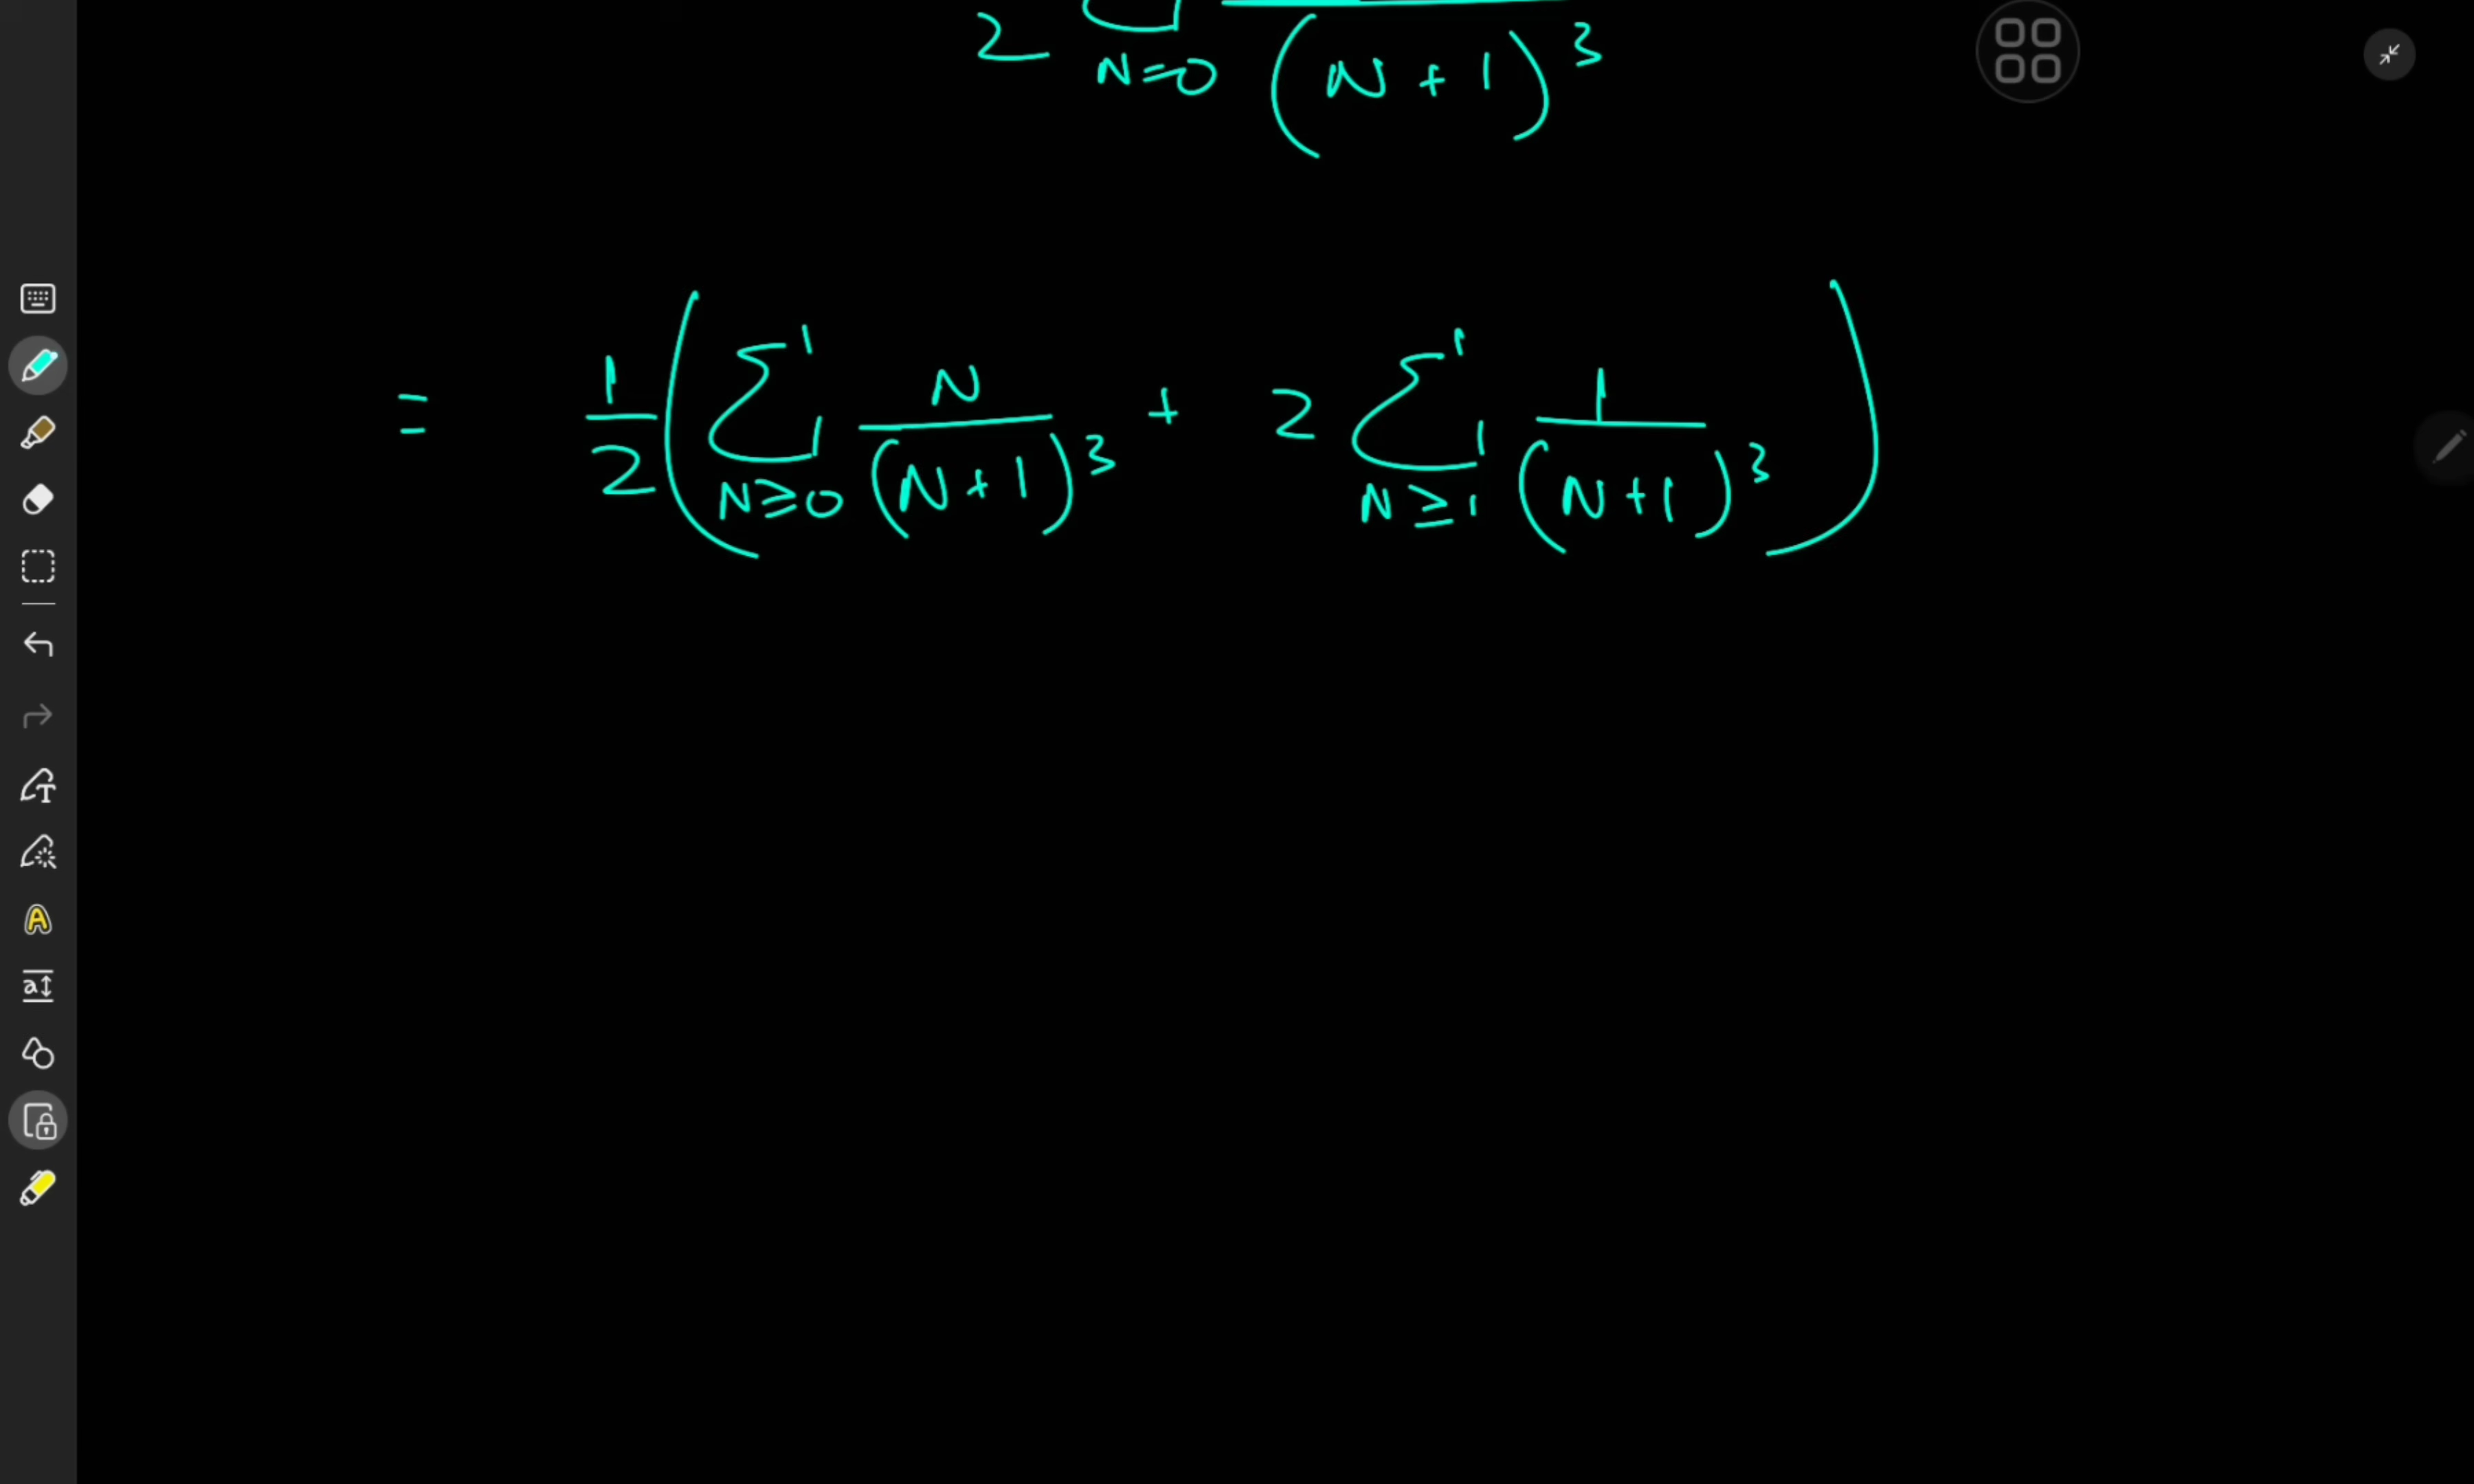 2 ∑ N=0 (N + 1)^3
= 1/2 ( ∑ N≥0 N/(N+1)^3 + 2 ∑ N≥1 1/(N+1)^3 )